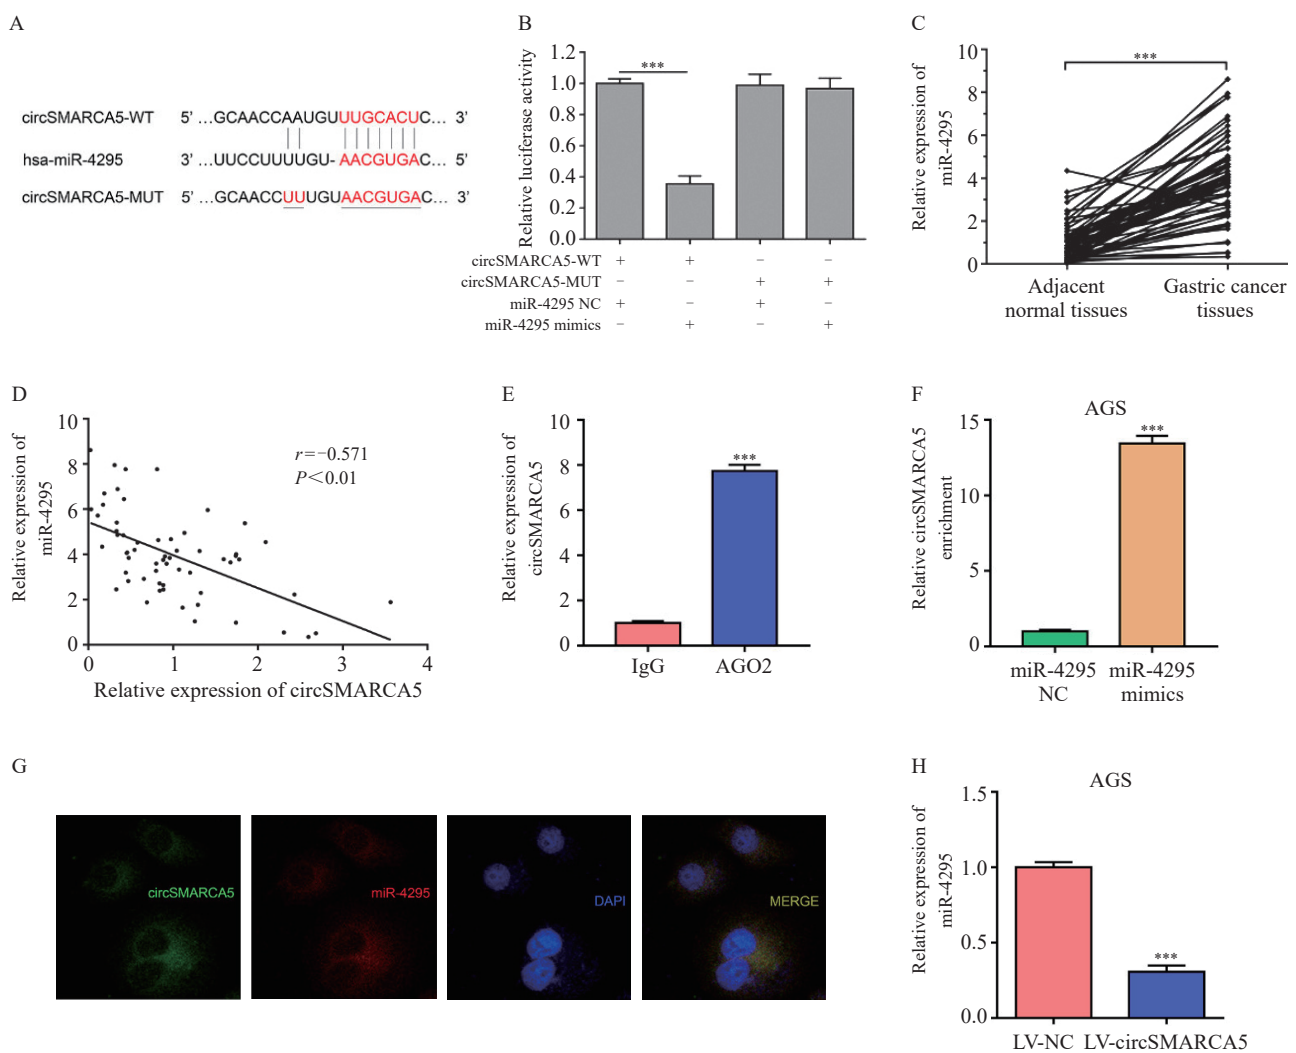 A
circSMARCA5-WT 5' ...GCAACCAAUGUUUGCACUC... 3'
hsa-miR-4295 3' ...UUCCUUUUGU- AACGUGAC... 5'
circSMARCA5-MUT 5' ...GCAACCUUUGUAACGUGAC... 3'
B
Relative luciferase activity
1.2
1.0
0.8
0.6
0.4
0.2
0.0
***
circSMARCA5-WT + + − −
circSMARCA5-MUT − − + +
miR-4295 NC + − + −
miR-4295 mimics − + − +
C
Relative expression of
miR-4295
10
8
6
4
2
0
***
Adjacent
normal tissues
Gastric cancer
tissues
D
Relative expression of
miR-4295
10
8
6
4
2
0
r=−0.571
P<0.01
0 1 2 3 4
Relative expression of circSMARCA5
E
Relative expression of
circSMARCA5
10
8
6
4
2
0
***
IgG AGO2
F
AGS
Relative circSMARCA5
enrichment
15
10
5
0
***
miR-4295
NC
miR-4295
mimics
G
circSMARCA5
miR-4295
DAPI
MERGE
H
AGS
Relative expression of
miR-4295
1.5
1.0
0.5
0.0
***
LV-NC LV-circSMARCA5